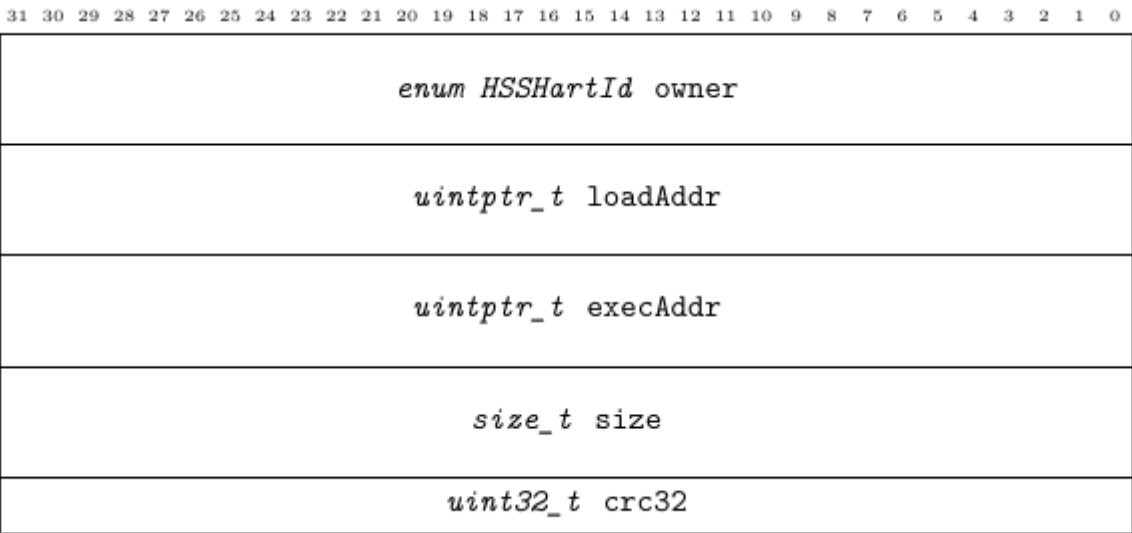 31 30 29 28 27 26 25 24 23 22 21 20 19 18 17 16 15 14 13 12 11 10 9 8 7 6 5 4 3 2 1 0
enum HSSHartId owner
uintptr_t loadAddr
uintptr_t execAddr
size_t size
uint32_t crc32